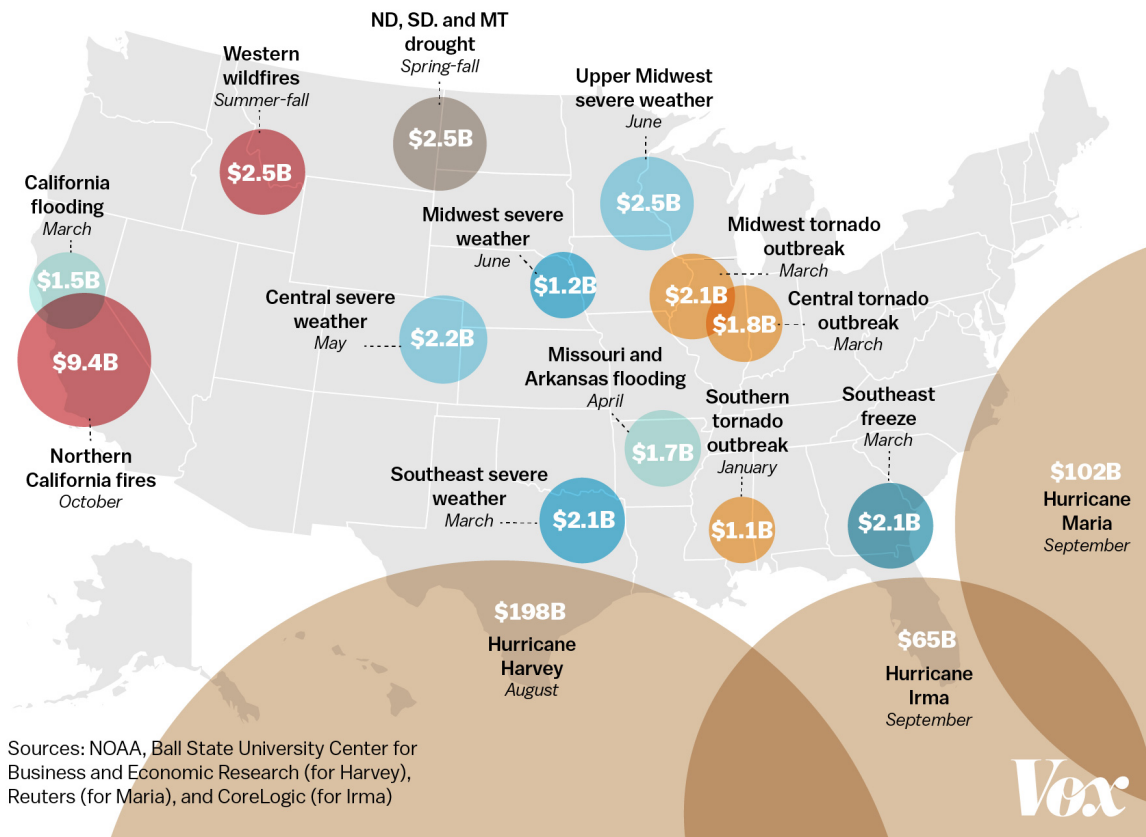 ND, SD. and MT
drought
Spring-fall
$2.5B
Western
wildfires
Summer-fall
$2.5B
Upper Midwest
severe weather
June
$2.5B
California
flooding
March
$1.5B
Midwest severe
weather
June
$1.2B
Midwest tornado
outbreak
March
$2.1B
Central severe
weather
May
$2.2B
Central tornado
outbreak
March
$1.8B
$9.4B
Northern
California fires
October
Missouri and
Arkansas flooding
April
$1.7B
Southern
tornado
outbreak
January
$1.1B
Southeast
freeze
March
$2.1B
Southeast severe
weather
March
$2.1B
$102B
Hurricane
Maria
September
$198B
Hurricane
Harvey
August
$65B
Hurricane
Irma
September
Sources: NOAA, Ball State University Center for
Business and Economic Research (for Harvey),
Reuters (for Maria), and CoreLogic (for Irma)
Vox